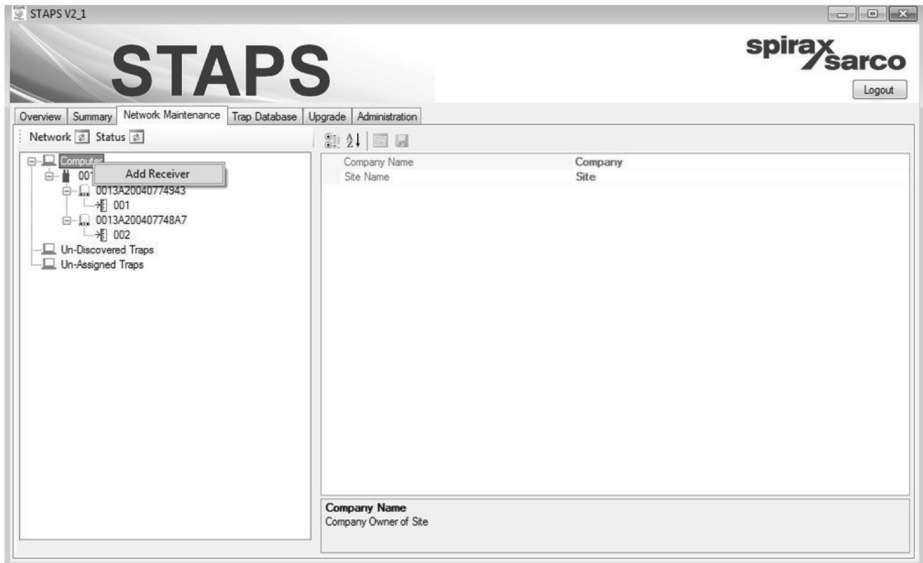 STAPS V2_1
STAPS
spirax
sarco
Logout
Overview Summary Network Maintenance Trap Database Upgrade Administration
Network Status
Computer
Company Name Company
Add Receiver
Site Name Site
0013A20040774943
001
0013A200407748A7
002
Un-Discovered Traps
Un-Assigned Traps
Company Name
Company Owner of Site